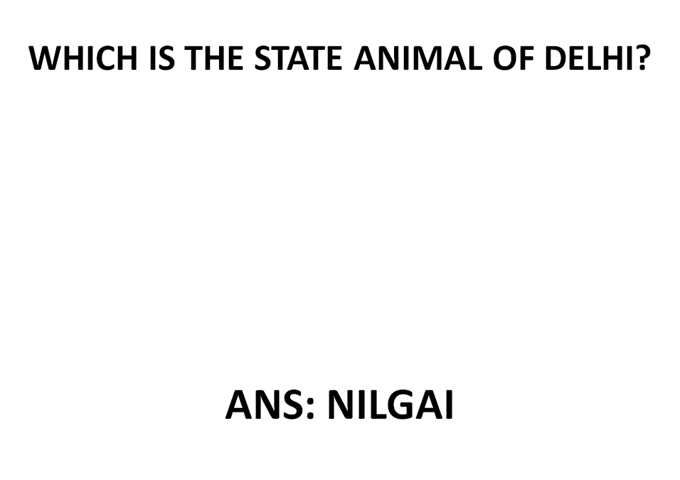 WHICH IS THE STATE ANIMAL OF DELHI?
ANS: NILGAI